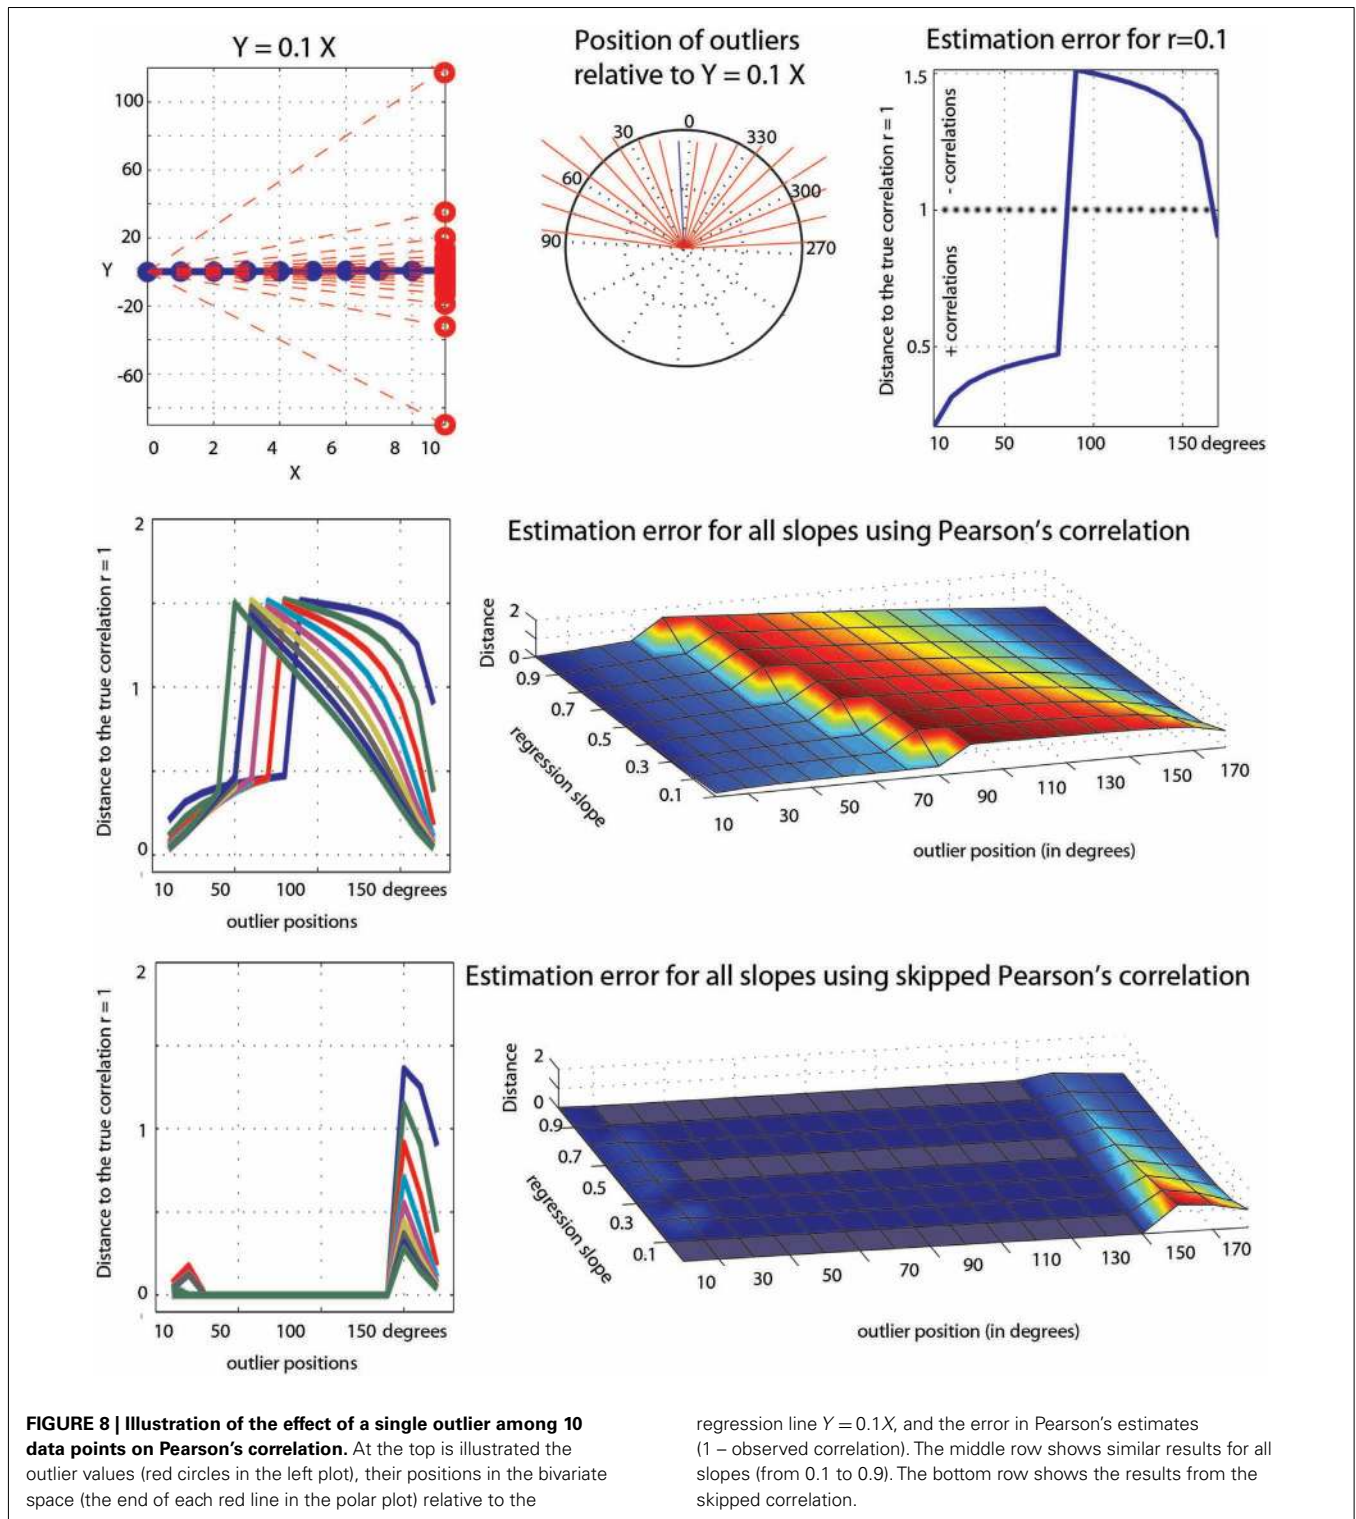 Y = 0.1 X
100
60
20
Y
-20
-60
0 2 4 6 8 10
X
Position of outliers
relative to Y = 0.1 X
0
30
330
60
300
90
270
Estimation error for r=0.1
Distance to the true correlation r = 1
1.5
1
0.5
- correlations
+ correlations
10 50 100 150 degrees
Distance to the true correlation r = 1
2
1
0
10 50 100 150 degrees
outlier positions
Estimation error for all slopes using Pearson's correlation
Distance
2
0
0.9
0.7
0.5
0.3
0.1
regression slope
10 30 50 70 90 110 130 150 170
outlier position (in degrees)
Distance to the true correlation r = 1
2
1
0
10 50 100 150 degrees
outlier positions
Estimation error for all slopes using skipped Pearson's correlation
Distance
2
0
0.9
0.7
0.5
0.3
0.1
regression slope
10 30 50 70 90 110 130 150 170
outlier position (in degrees)
FIGURE 8 | Illustration of the effect of a single outlier among 10
data points on Pearson's correlation. At the top is illustrated the
outlier values (red circles in the left plot), their positions in the bivariate
space (the end of each red line in the polar plot) relative to the
regression line Y = 0.1X, and the error in Pearson's estimates
(1 – observed correlation). The middle row shows similar results for all
slopes (from 0.1 to 0.9). The bottom row shows the results from the
skipped correlation.